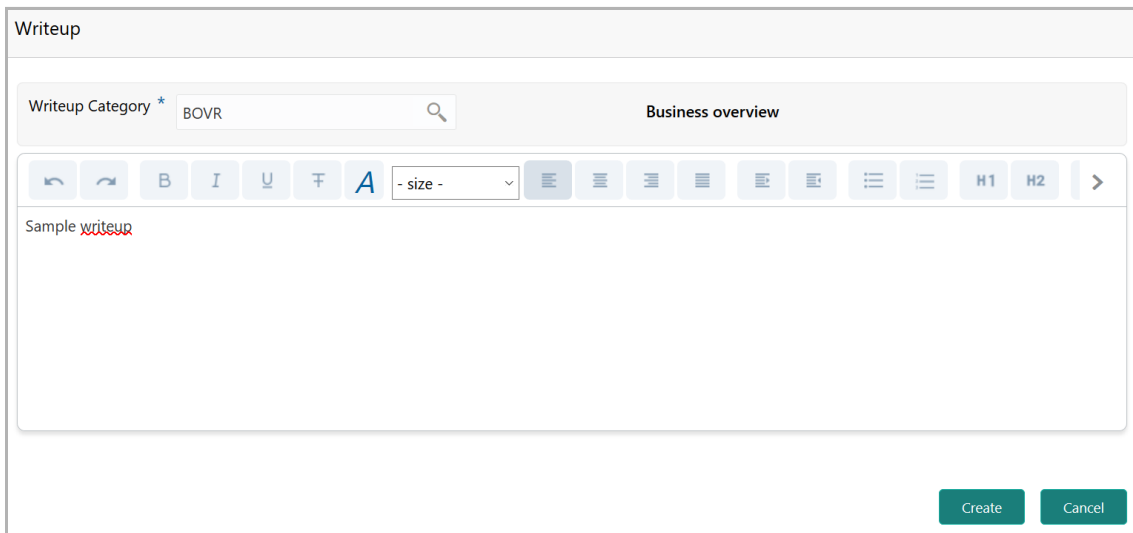 Writeup
Writeup Category * BOVR Business overview
B I U T A - size - H1 H2
Sample writeup
Create Cancel